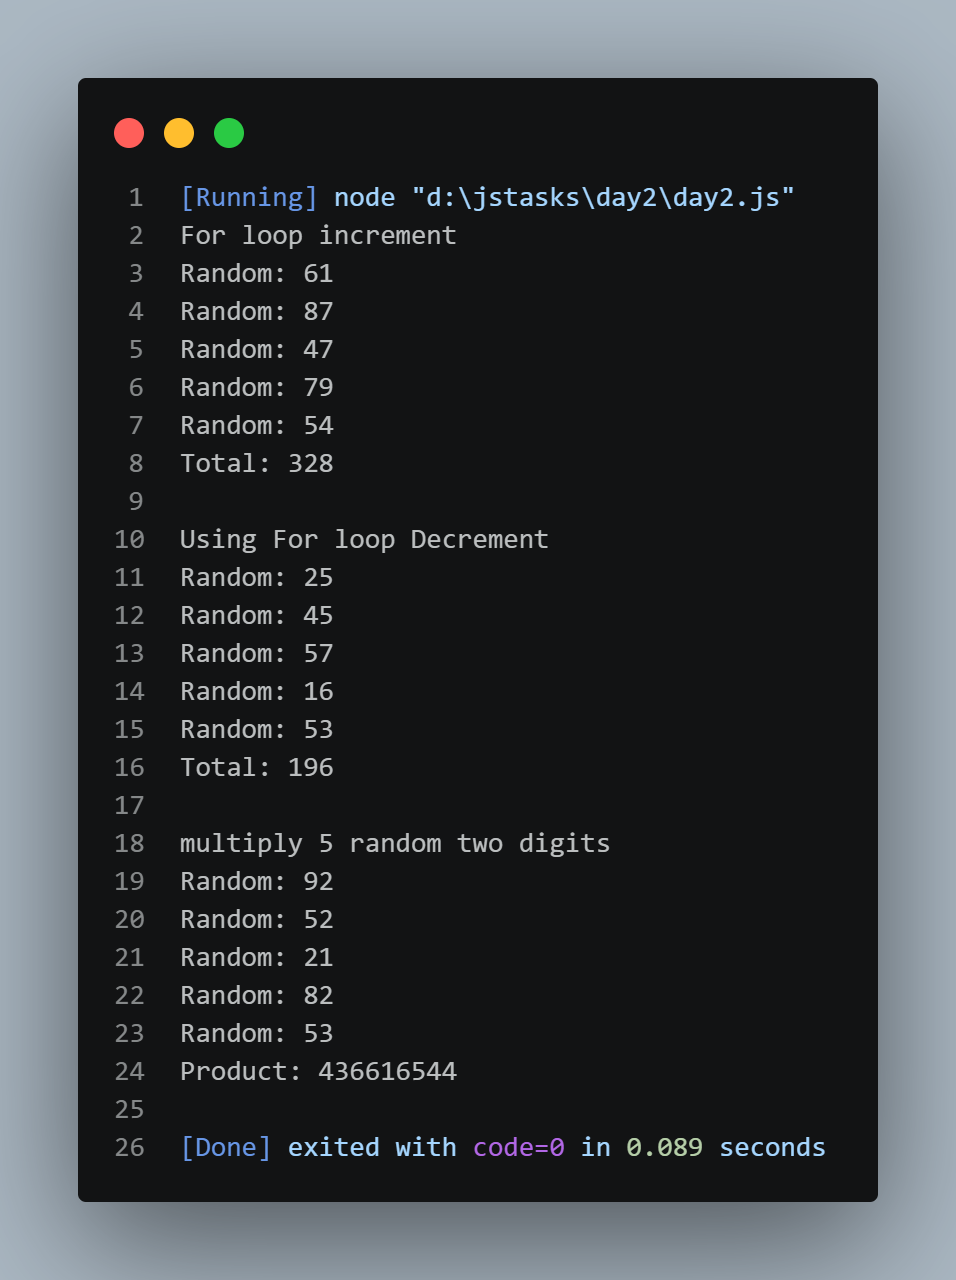 1 [Running] node "d:\jstasks\day2\day2.js"
2 For loop increment
3 Random: 61
4 Random: 87
5 Random: 47
6 Random: 79
7 Random: 54
8 Total: 328
9
10 Using For loop Decrement
11 Random: 25
12 Random: 45
13 Random: 57
14 Random: 16
15 Random: 53
16 Total: 196
17
18 multiply 5 random two digits
19 Random: 92
20 Random: 52
21 Random: 21
22 Random: 82
23 Random: 53
24 Product: 436616544
25
26 [Done] exited with code=0 in 0.089 seconds